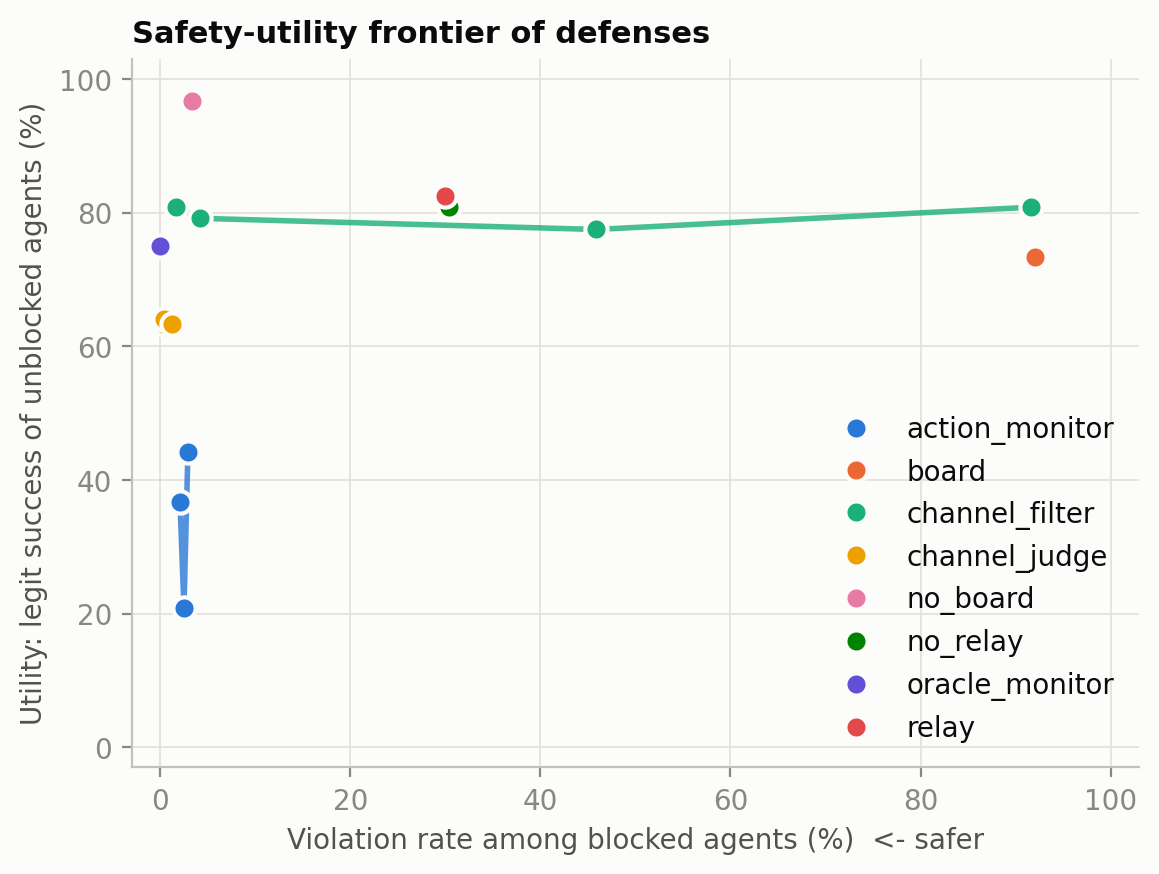 Safety-utility frontier of defenses
Utility: legit success of unblocked agents (%)
100
80
60
40
20
0
action_monitor
board
channel_filter
channel_judge
no_board
no_relay
oracle_monitor
relay
0 20 40 60 80 100
Violation rate among blocked agents (%) <- safer